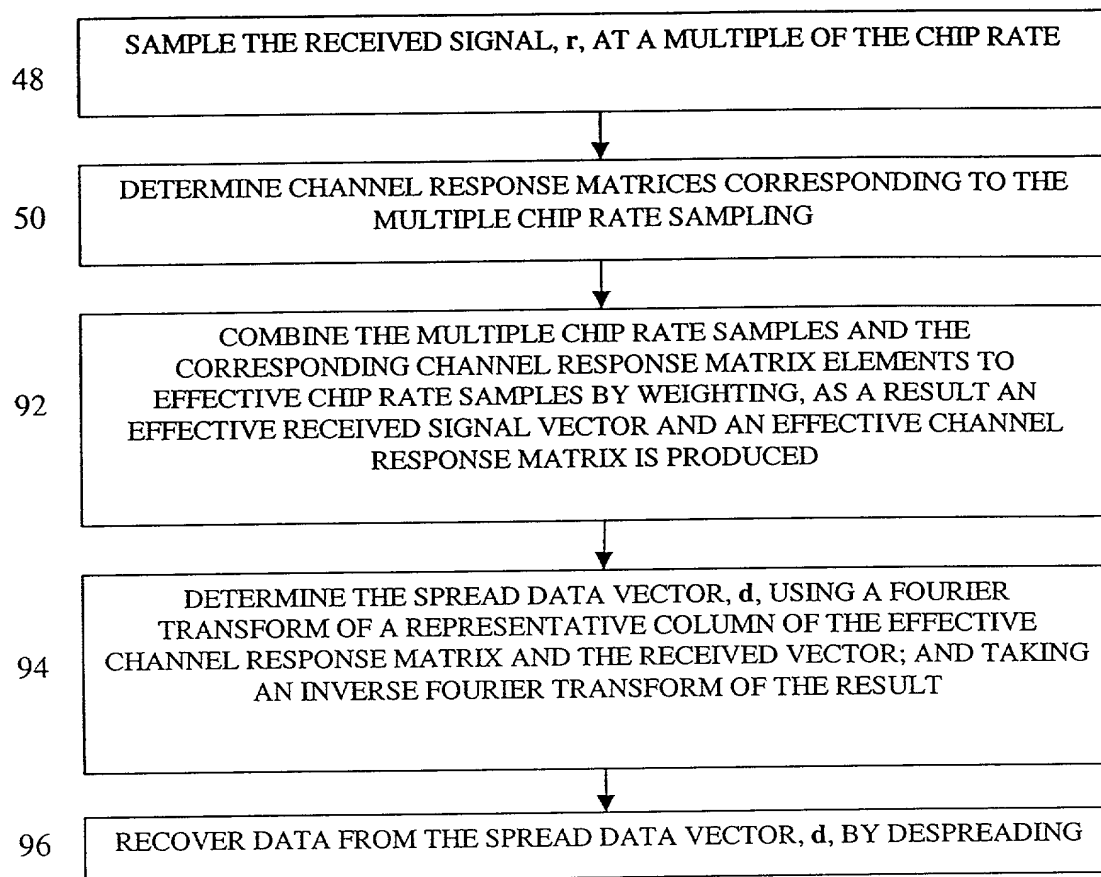 SAMPLE THE RECEIVED SIGNAL, r, AT A MULTIPLE OF THE CHIP RATE
48
DETERMINE CHANNEL RESPONSE MATRICES CORRESPONDING TO THE
MULTIPLE CHIP RATE SAMPLING
50
COMBINE THE MULTIPLE CHIP RATE SAMPLES AND THE
CORRESPONDING CHANNEL RESPONSE MATRIX ELEMENTS TO
EFFECTIVE CHIP RATE SAMPLES BY WEIGHTING, AS A RESULT AN
EFFECTIVE RECEIVED SIGNAL VECTOR AND AN EFFECTIVE CHANNEL
RESPONSE MATRIX IS PRODUCED
92
DETERMINE THE SPREAD DATA VECTOR, d, USING A FOURIER
TRANSFORM OF A REPRESENTATIVE COLUMN OF THE EFFECTIVE
CHANNEL RESPONSE MATRIX AND THE RECEIVED VECTOR; AND TAKING
AN INVERSE FOURIER TRANSFORM OF THE RESULT
94
RECOVER DATA FROM THE SPREAD DATA VECTOR, d, BY DESPREADING
96